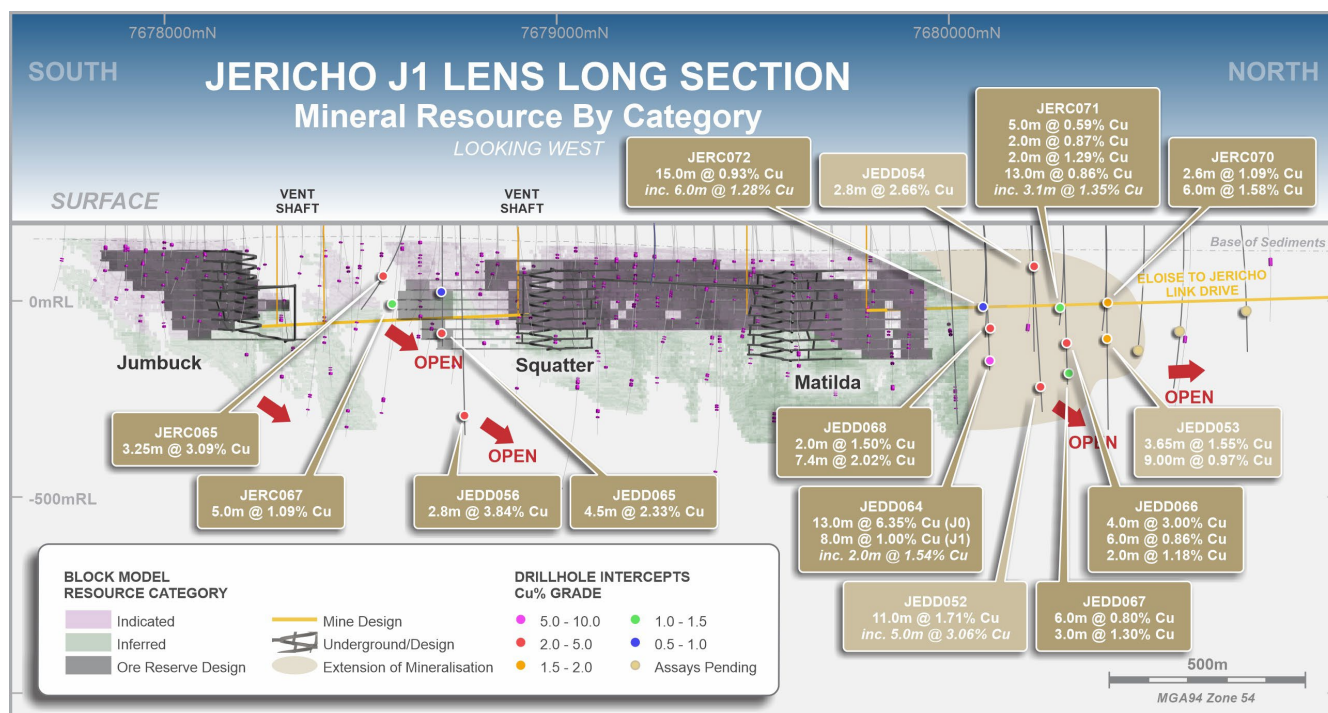 7678000mN
7679000mN
7680000mN
SOUTH
NORTH
JERICHO J1 LENS LONG SECTION
Mineral Resource By Category
LOOKING WEST
SURFACE
VENT
SHAFT
VENT
SHAFT
JERC072
15.0m @ 0.93% Cu
inc. 6.0m @ 1.28% Cu
JEDD054
2.8m @ 2.66% Cu
JERC071
5.0m @ 0.59% Cu
2.0m @ 0.87% Cu
2.0m @ 1.29% Cu
13.0m @ 0.86% Cu
inc. 3.1m @ 1.35% Cu
JERC070
2.6m @ 1.09% Cu
6.0m @ 1.58% Cu
Base of Sediments
ELOISE TO JERICHO
LINK DRIVE
0mRL
Jumbuck
OPEN
Squatter
Matilda
OPEN
OPEN
OPEN
JERC065
3.25m @ 3.09% Cu
JERC067
5.0m @ 1.09% Cu
JEDD056
2.8m @ 3.84% Cu
JEDD065
4.5m @ 2.33% Cu
JEDD068
2.0m @ 1.50% Cu
7.4m @ 2.02% Cu
JEDD053
3.65m @ 1.55% Cu
9.00m @ 0.97% Cu
-500mRL
JEDD064
13.0m @ 6.35% Cu (J0)
8.0m @ 1.00% Cu (J1)
inc. 2.0m @ 1.54% Cu
JEDD066
4.0m @ 3.00% Cu
6.0m @ 0.86% Cu
2.0m @ 1.18% Cu
JEDD052
11.0m @ 1.71% Cu
inc. 5.0m @ 3.06% Cu
JEDD067
6.0m @ 0.80% Cu
3.0m @ 1.30% Cu
BLOCK MODEL
RESOURCE CATEGORY
Indicated
Inferred
Ore Reserve Design
Mine Design
Underground/Design
Extension of Mineralisation
DRILLHOLE INTERCEPTS
Cu% GRADE
5.0 - 10.0
2.0 - 5.0
1.5 - 2.0
1.0 - 1.5
0.5 - 1.0
Assays Pending
500m
MGA94 Zone 54